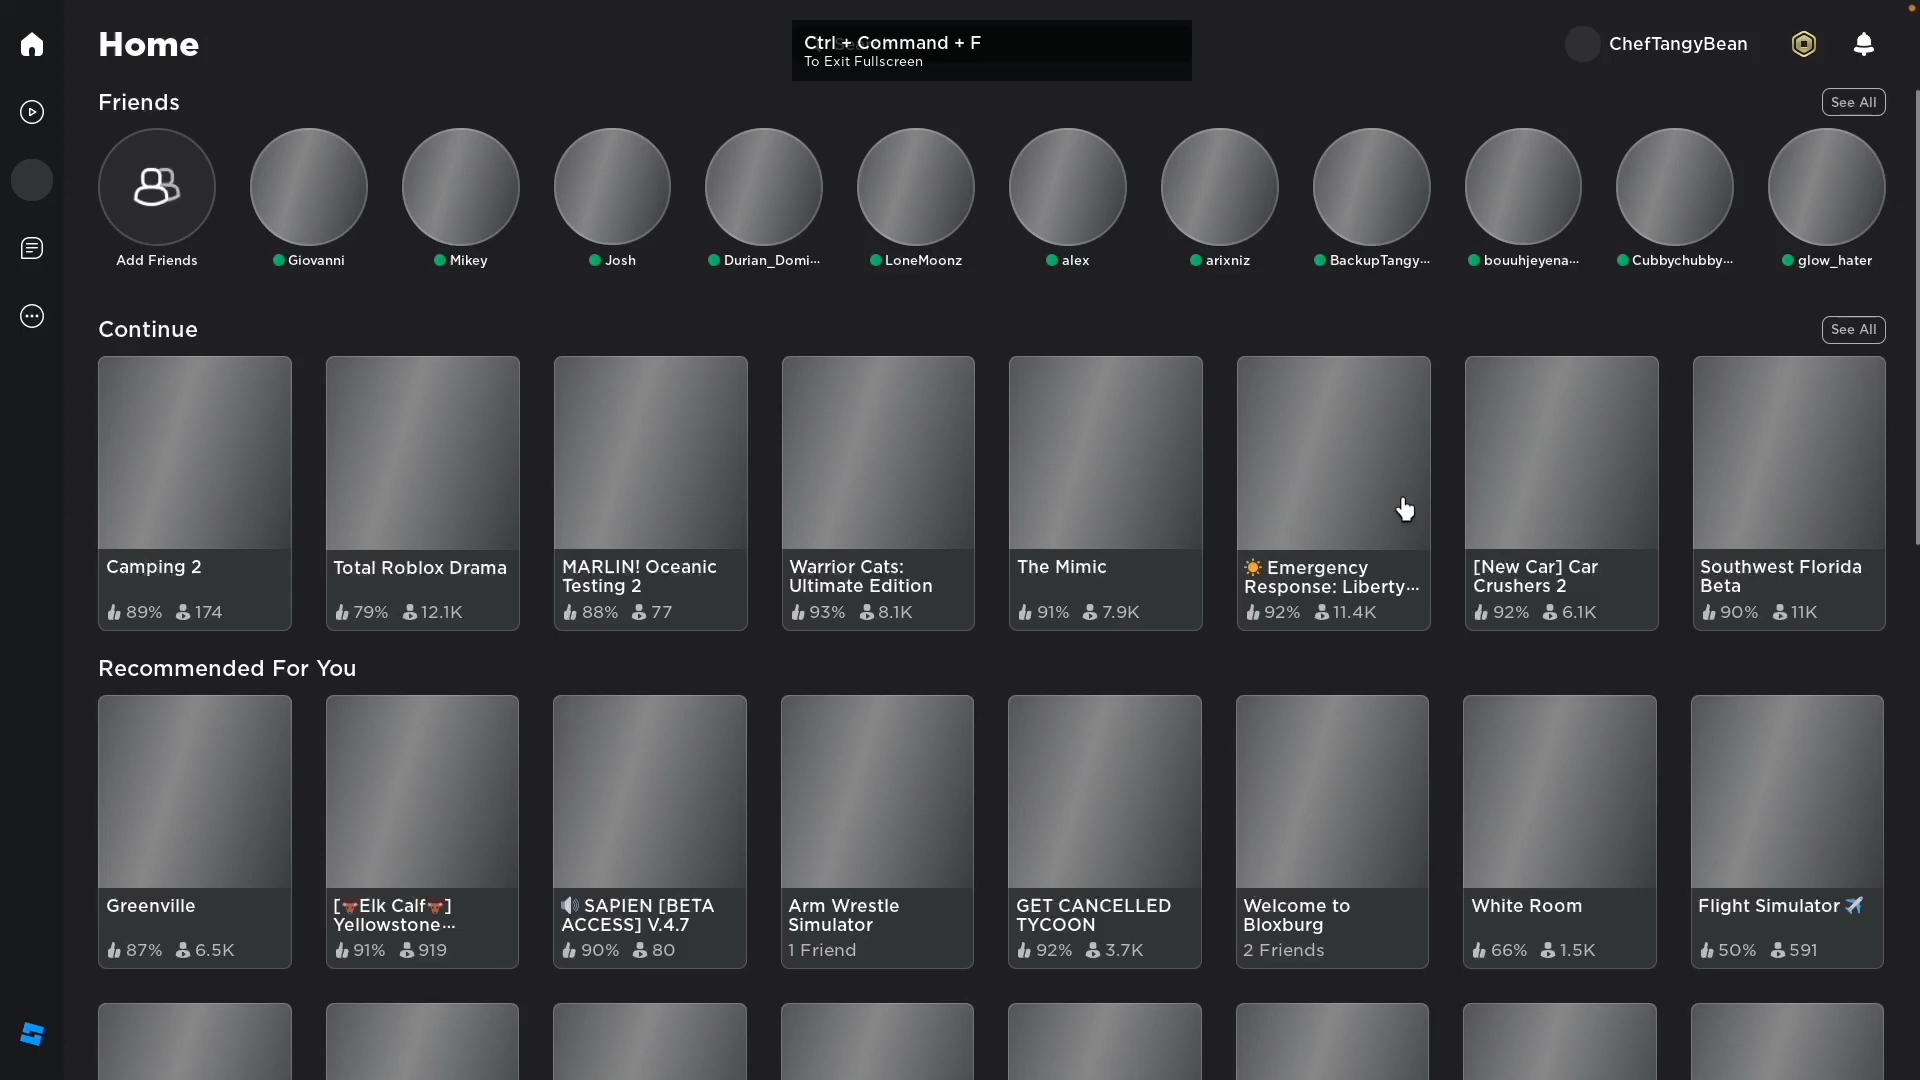 Home
Ctrl + Command + F
To Exit Fullscreen
ChefTangyBean
Friends
See All
Add Friends
Giovanni
Mikey
Josh
Durian_Domi...
LoneMoonz
alex
arixniz
BackupTangy...
bouuhjeyena...
Cubbychubby...
glow_hater
Continue
See All
Camping 2
89% 174
Total Roblox Drama
79% 12.1K
MARLIN! Oceanic
Testing 2
88% 77
Warrior Cats:
Ultimate Edition
93% 8.1K
The Mimic
91% 7.9K
☀️ Emergency
Response: Liberty...
92% 11.4K
[New Car] Car
Crushers 2
92% 6.1K
Southwest Florida
Beta
90% 11K
Recommended For You
Greenville
87% 6.5K
[Elk Calf]
Yellowstone...
91% 919
🔊 SAPIEN [BETA
ACCESS] V.4.7
90% 80
Arm Wrestle
Simulator
1 Friend
GET CANCELLED
TYCOON
92% 3.7K
Welcome to
Bloxburg
2 Friends
White Room
66% 1.5K
Flight Simulator ✈️
50% 591